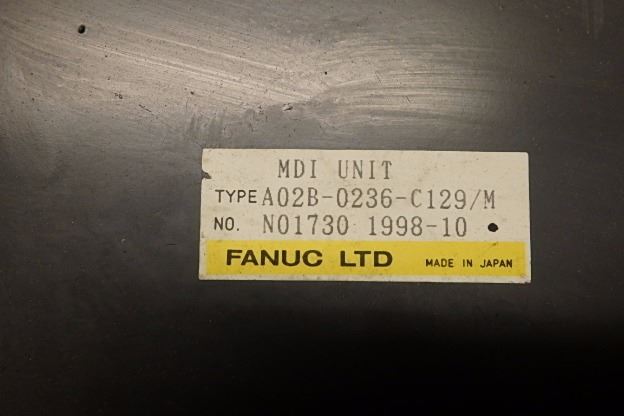 MDI UNIT
TYPE A02B-0236-C129/M
NO. N01730 1998-10
FANUC LTD MADE IN JAPAN